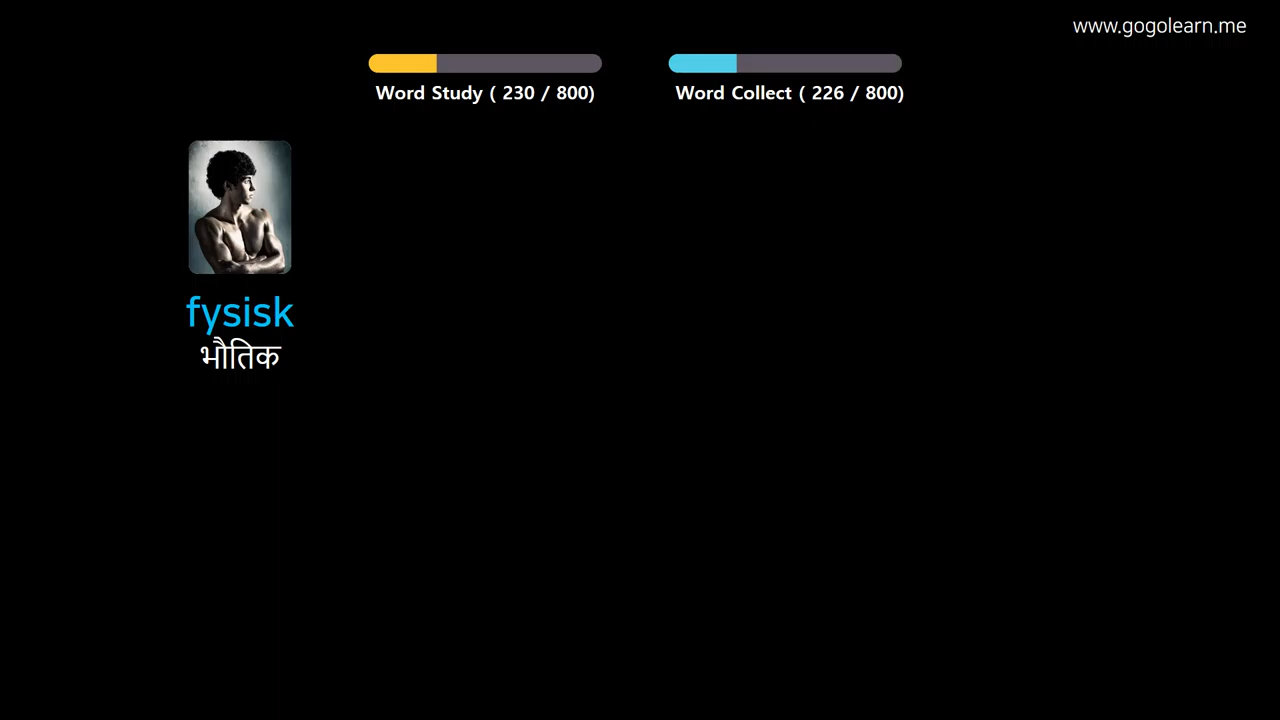 www.gogolearn.me
Word Study ( 230 / 800)
Word Collect ( 226 / 800)
fysisk
भौतिक